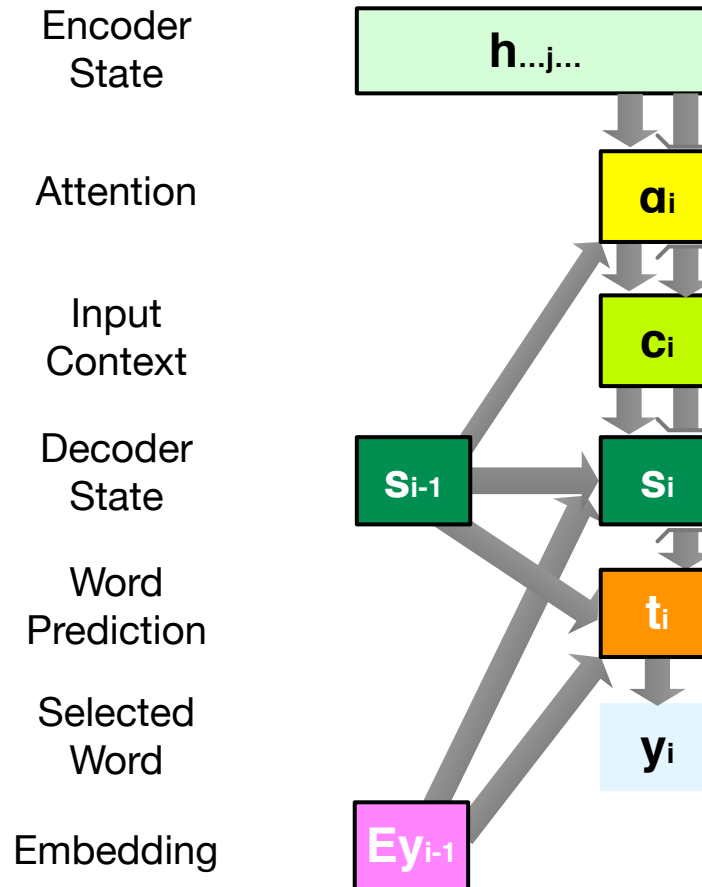 Encoder
State
h...j...
Attention
αi
Input
Context
ci
Decoder
State
si-1
si
Word
Prediction
ti
Selected
Word
yi
Embedding
Eyi-1